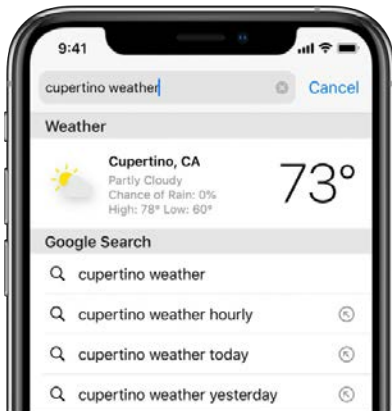 9:41
cupertino weather
Cancel
Weather
Cupertino, CA
Partly Cloudy
Chance of Rain: 0%
High: 78° Low: 60°
73°
Google Search
cupertino weather
cupertino weather hourly
cupertino weather today
cupertino weather yesterday